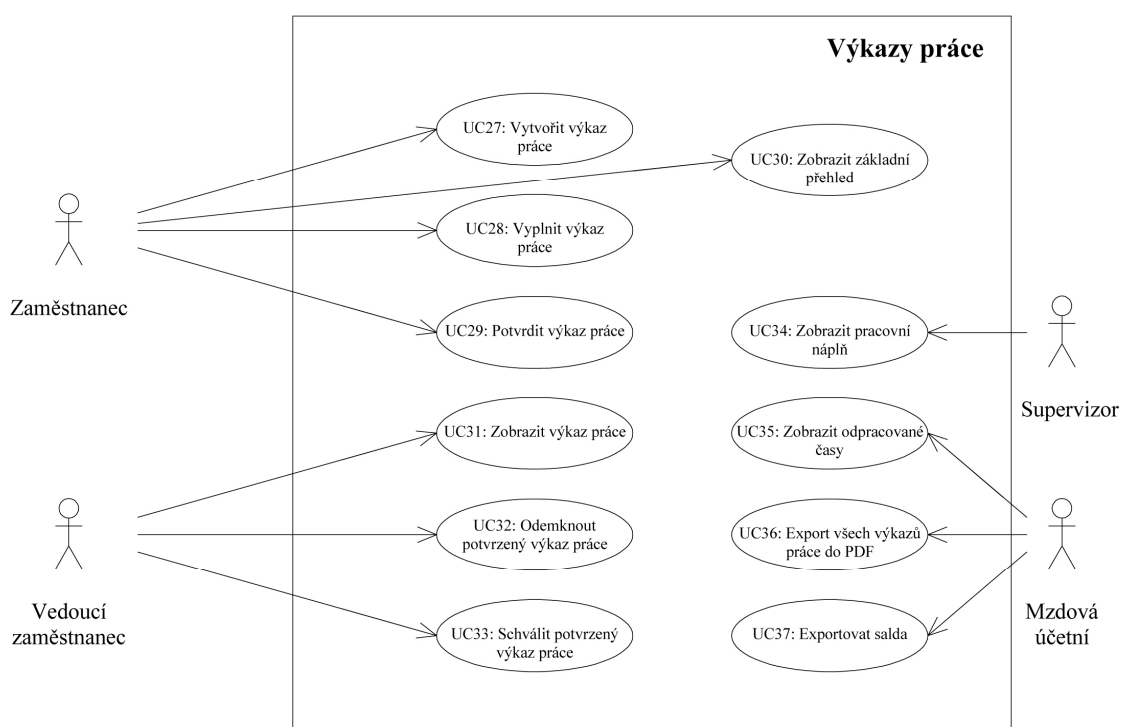 Výkazy práce
UC27: Vytvořit výkaz
práce
UC30: Zobrazit základní
přehled
UC28: Vyplnit výkaz
práce
Zaměstnanec
UC29: Potvrdit výkaz práce
UC34: Zobrazit pracovní
náplň
Supervizor
UC31: Zobrazit výkaz práce
UC35: Zobrazit odpracované
časy
UC32: Odemknout
potvrzený výkaz práce
UC36: Export všech výkazů
práce do PDF
Vedoucí
zaměstnanec
Mzdová
účetní
UC33: Schválit potvrzený
výkaz práce
UC37: Exportovat salda